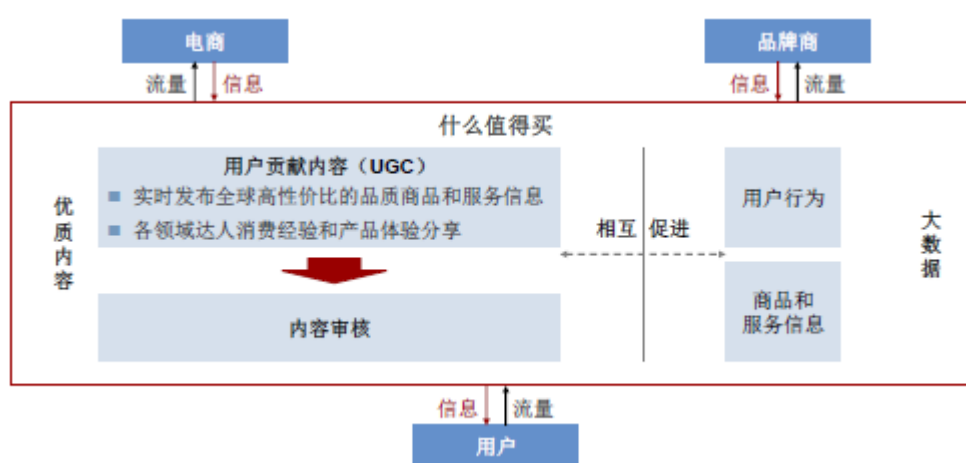 电商
品牌商
流量
信息
信息
流量
什么值得买
优质内容
用户贡献内容（UGC）
■ 实时发布全球高性价比的品质商品和服务信息
■ 各领域达人消费经验和产品体验分享
内容审核
相互
促进
用户行为
商品和
服务信息
大数据
信息
流量
用户